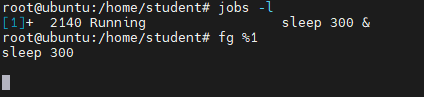 root@ubuntu:/home/student# jobs -l
[1]+  2140 Running                 sleep 300 &
root@ubuntu:/home/student# fg %1
sleep 300